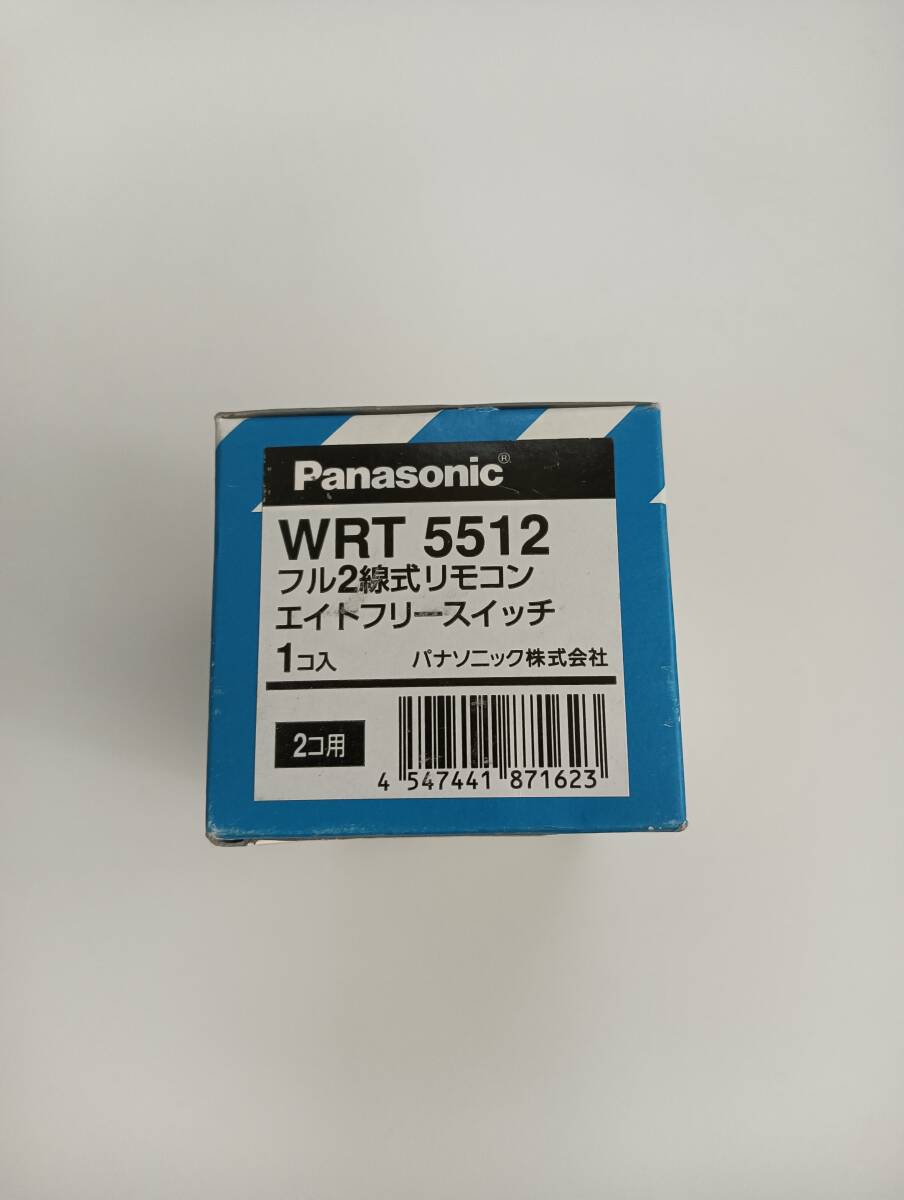 Panasonic®
WRT 5512
フル2線式リモコン
エイトフリースイッチ
1コ入 パナソニック株式会社
2コ用
4 547441 871623